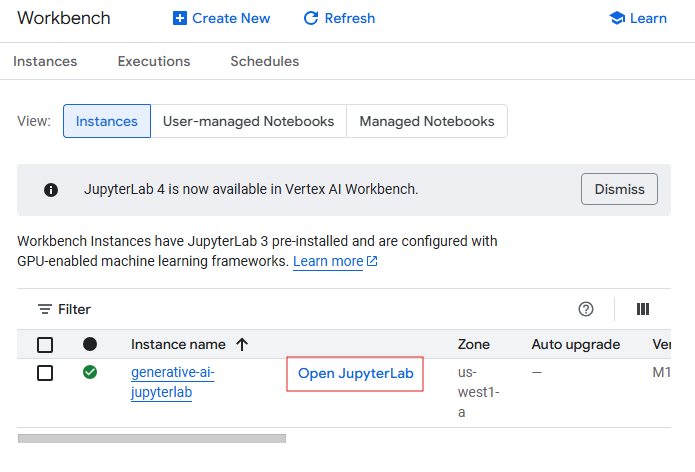 Workbench Create New Refresh Learn
Instances Executions Schedules
View: Instances User-managed Notebooks Managed Notebooks
JupyterLab 4 is now available in Vertex AI Workbench. Dismiss
Workbench Instances have JupyterLab 3 pre-installed and are configured with
GPU-enabled machine learning frameworks. Learn more
Filter
Instance name Zone Auto upgrade Ver
generative-ai- Open JupyterLab us- — M1
jupyterlab west1-
a